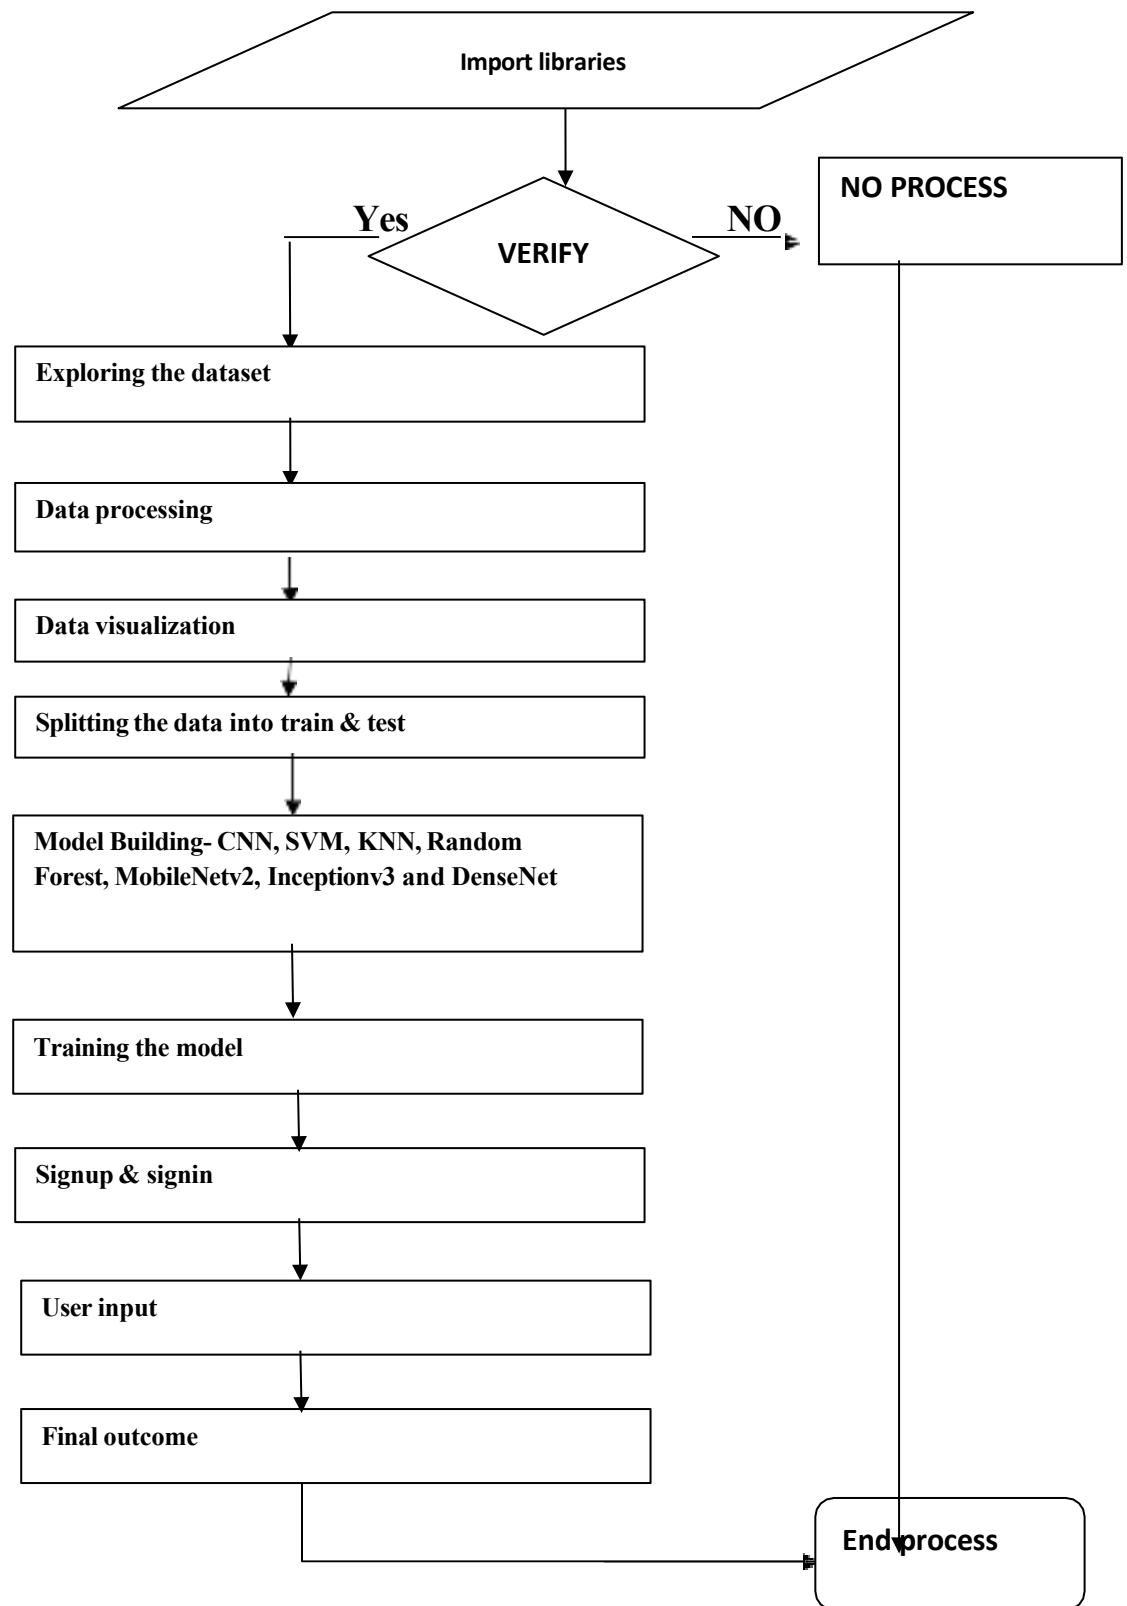 Import libraries
NO PROCESS
Yes
NO
VERIFY
Exploring the dataset
Data processing
Data visualization
Splitting the data into train & test
Model Building- CNN, SVM, KNN, Random
Forest, MobileNetv2, Inceptionv3 and DenseNet
Training the model
Signup & signin
User input
Final outcome
End process